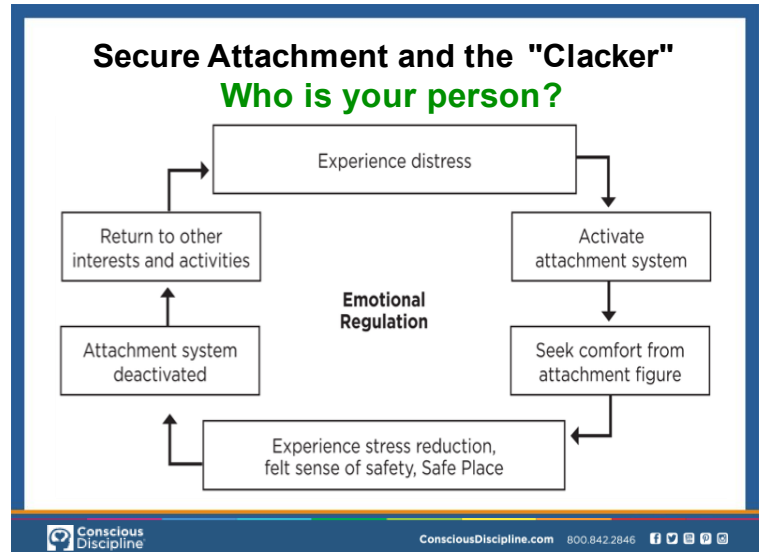 Secure Attachment and the "Clacker"
Who is your person?
Experience distress
Return to other
interests and activities
Activate
attachment system
Emotional
Regulation
Attachment system
deactivated
Seek comfort from
attachment figure
Experience stress reduction,
felt sense of safety, Safe Place
Conscious
Discipline
ConsciousDiscipline.com 800.842.2846